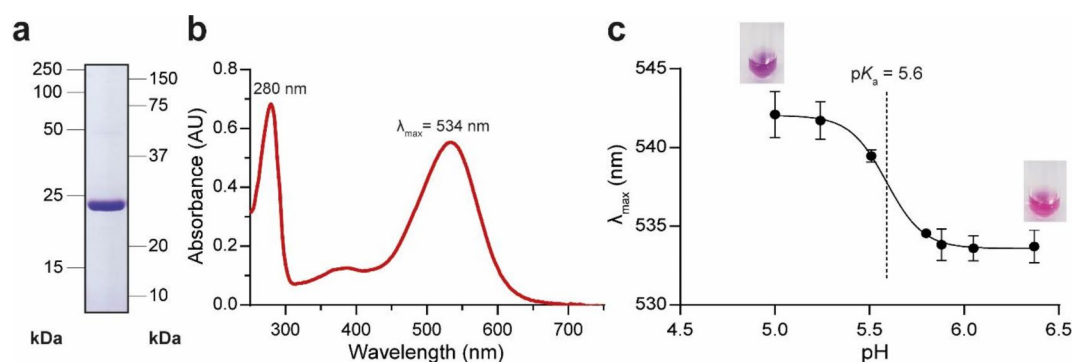 a
250
100
50
25
15
kDa
150
75
37
20
10
kDa
b
280 nm
λmax= 534 nm
Absorbance (AU)
0.8
0.6
0.4
0.2
0.0
300
400
500
600
700
Wavelength (nm)
c
pKa = 5.6
λmax (nm)
545
540
535
530
4.5
5.0
5.5
6.0
6.5
pH